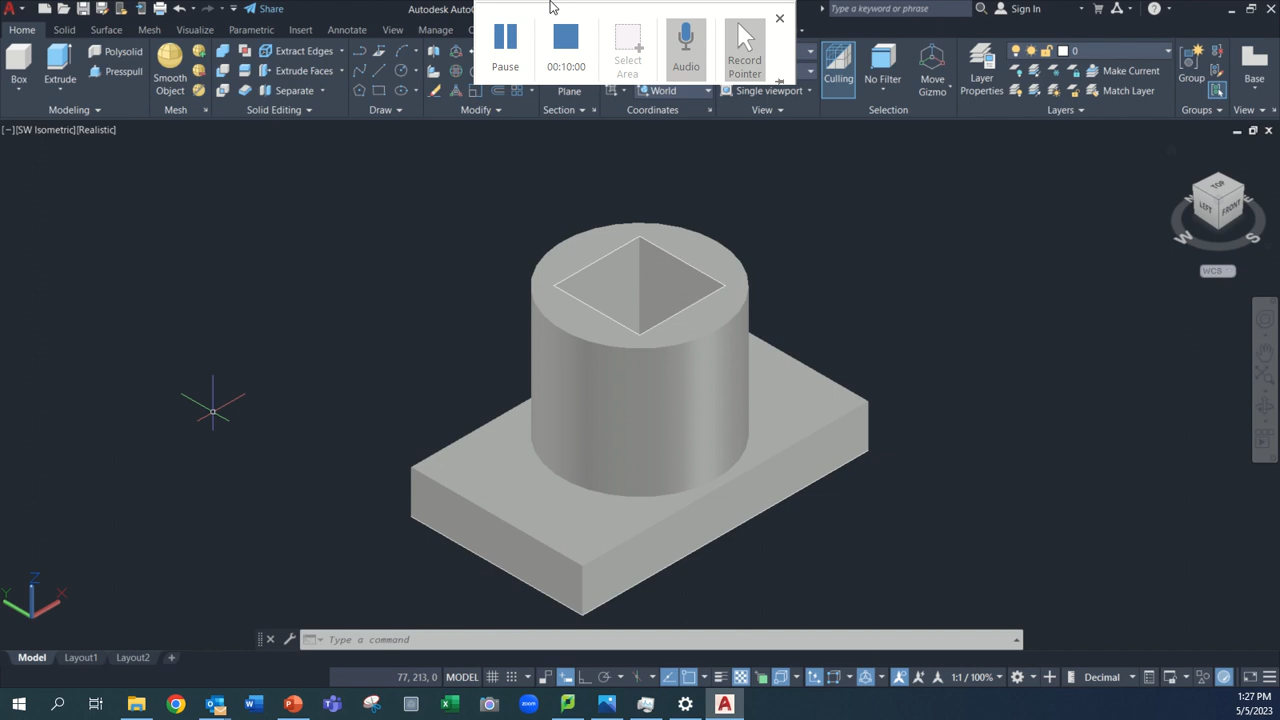 Share
Autodesk Auto
Type a keyword or phrase
Sign In
Home
Solid
Surface
Mesh
Visualize
Parametric
Insert
Annotate
View
Manage
Pause
00:10:00
Select
Area
Audio
Record
Pointer
Box
Extrude
Polysolid
Presspull
Smooth
Object
Extract Edges
Extrude Faces
Separate
Plane
World
Single viewport
Culling
No Filter
Move
Gizmo
Layer
Properties
0
Make Current
Match Layer
Group
Base
Modeling
Mesh
Solid Editing
Draw
Modify
Section
Coordinates
View
Selection
Layers
Groups
View
[−][SW Isometric][Realistic]
TOP
LEFT
FRONT
W
S
WCS
Z
Y
X
Type a command
Model
Layout1
Layout2
77, 213, 0
MODEL
1:1 / 100%
Decimal
1:27 PM
5/5/2023